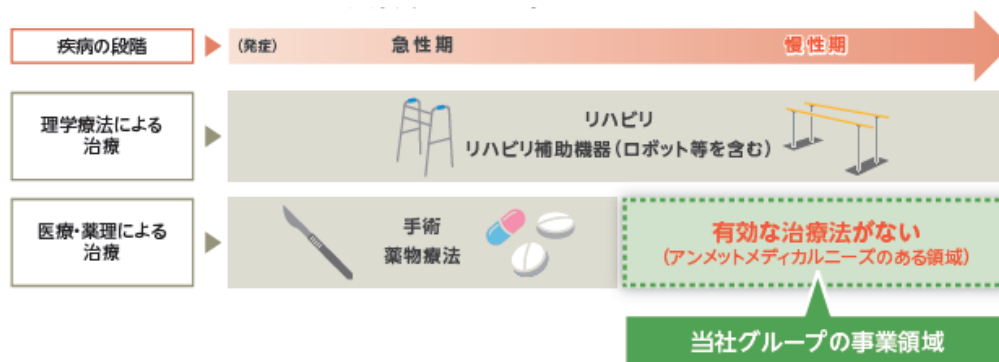 疾病の段階
(発症)
急性期
慢性期
理学療法による
治療
リハビリ
リハビリ補助機器(ロボット等を含む)
医療・薬理による
治療
手術
薬物療法
有効な治療法がない
(アンメットメディカルニーズのある領域)
当社グループの事業領域